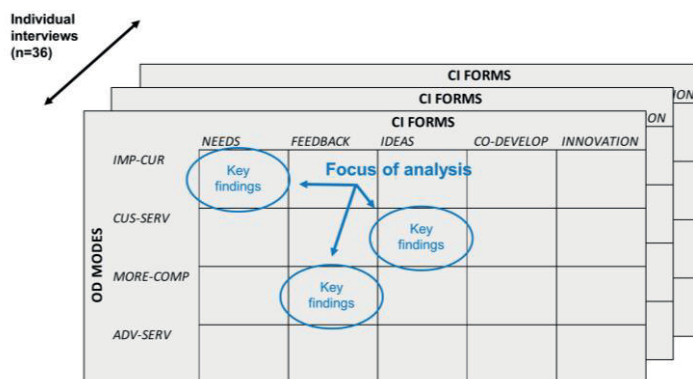 Individual
interviews
(n=36)
CI FORMS
CI FORMS
ION
CI FORMS
ON
NEEDS FEEDBACK IDEAS CO-DEVELOP INNOVATION
IMP-CUR
Key
findings
Focus of analysis
CUS-SERV
Key
findings
OD MODES
MORE-COMP
Key
findings
ADV-SERV